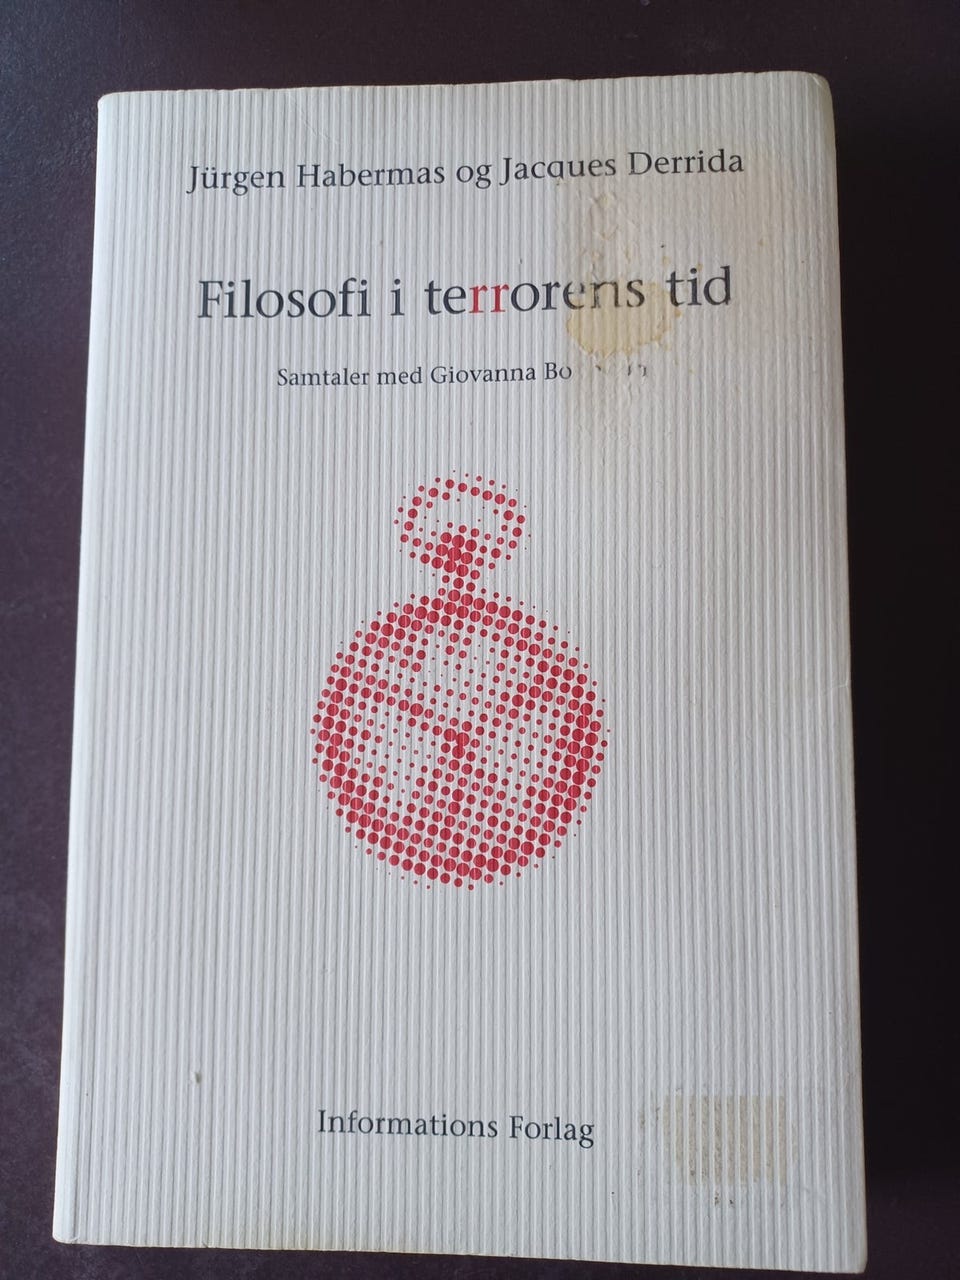 Jürgen Habermas og Jacques Derrida
Filosofi i terrorens tid
Samtaler med Giovanna
Informations Forlag